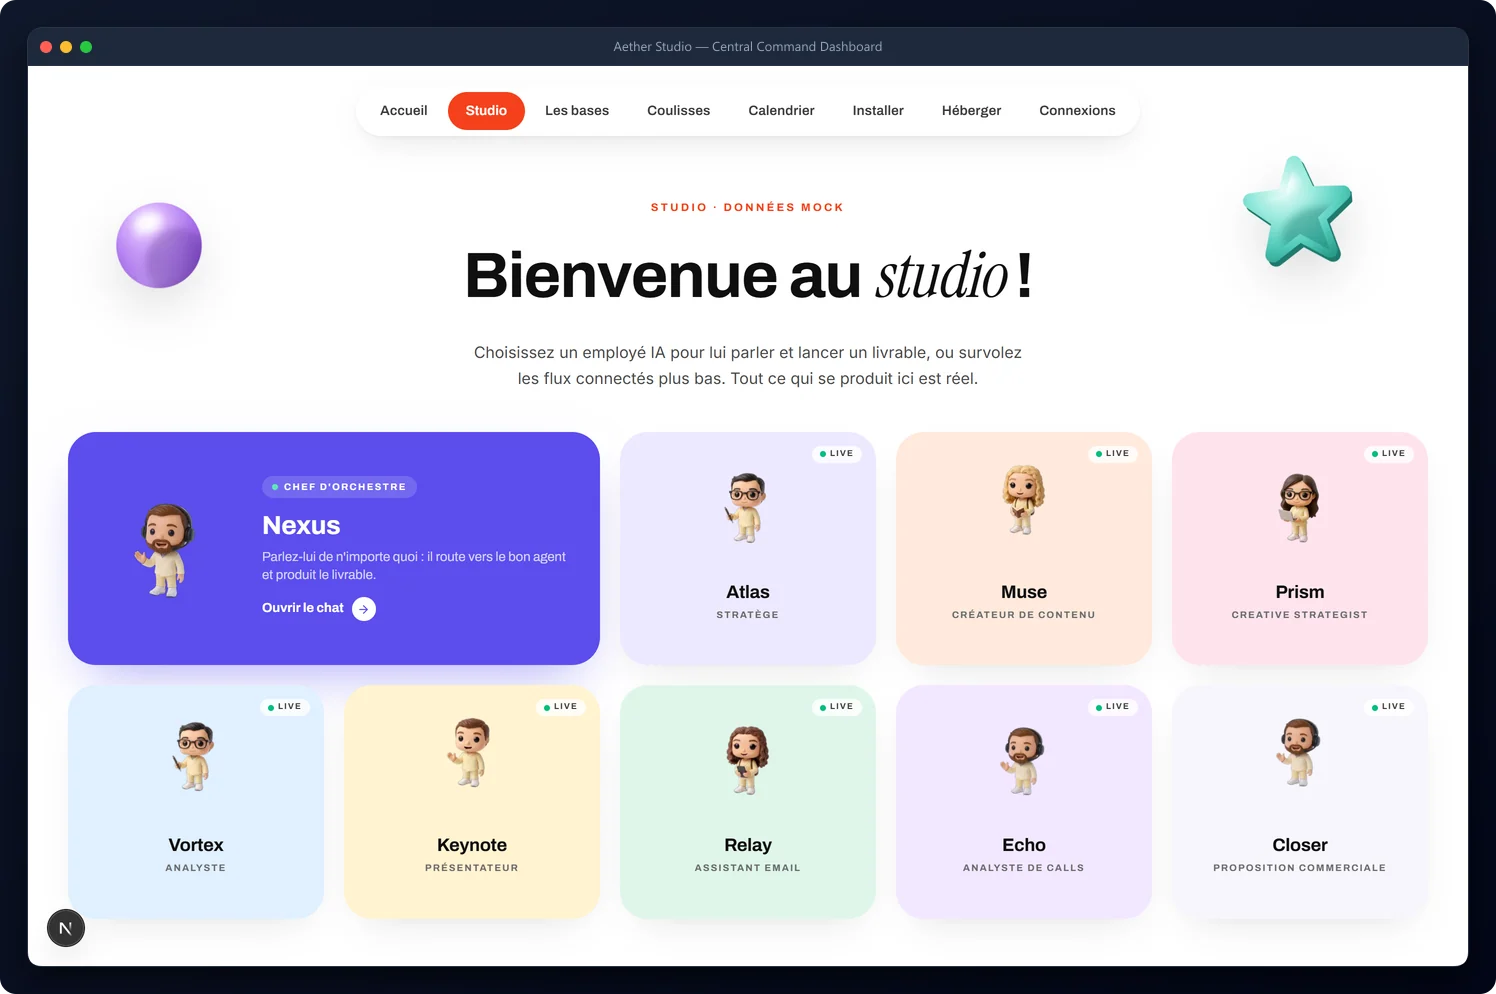 Aether Studio — Central Command Dashboard
Accueil
Studio
Les bases
Coulisses
Calendrier
Installer
Héberger
Connexions
STUDIO · DONNÉES MOCK
Bienvenue au studio !
Choisissez un employé IA pour lui parler et lancer un livrable, ou survolez
les flux connectés plus bas. Tout ce qui se produit ici est réel.
CHEF D'ORCHESTRE
Nexus
Parlez-lui de n'importe quoi : il route vers le bon agent
et produit le livrable.
Ouvrir le chat
LIVE
Atlas
STRATÈGE
LIVE
Muse
CRÉATEUR DE CONTENU
LIVE
Prism
CREATIVE STRATEGIST
LIVE
Vortex
ANALYSTE
LIVE
Keynote
PRÉSENTATEUR
LIVE
Relay
ASSISTANT EMAIL
LIVE
Echo
ANALYSTE DE CALLS
LIVE
Closer
PROPOSITION COMMERCIALE
N